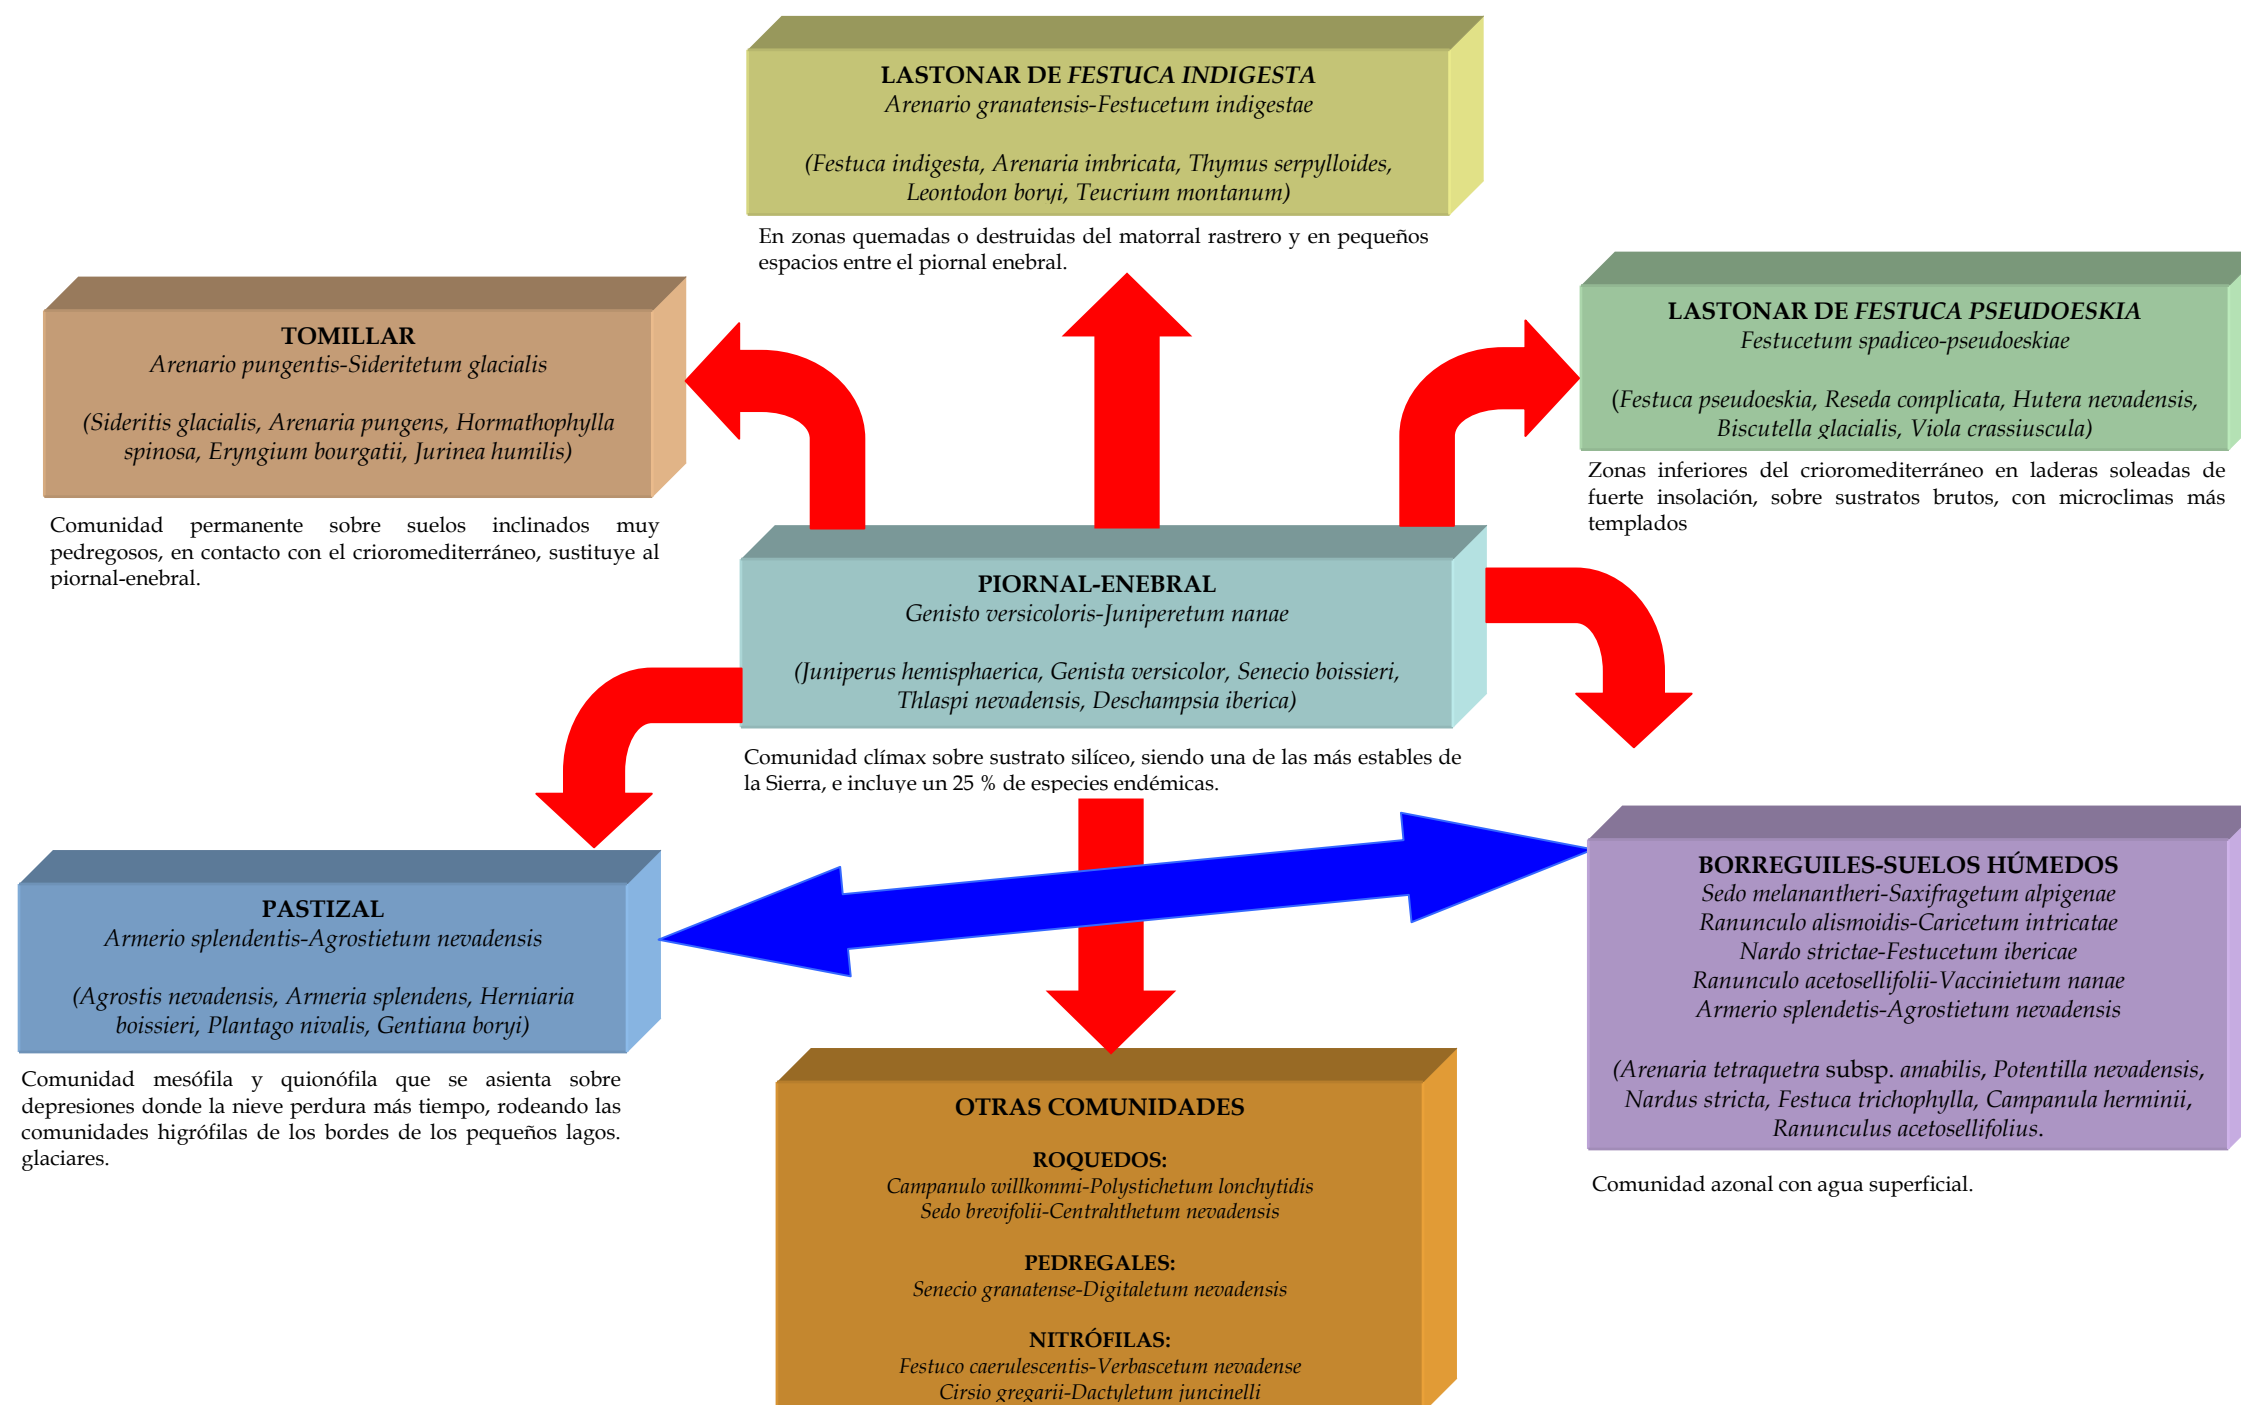 LASTONAR DE FESTUCA INDIGESTA
Arenario granatensis-Festucetum indigestae
(Festuca indigesta, Arenaria imbricata, Thymus serpylloides,
Leontodon boryi, Teucrium montanum)
En zonas quemadas o destruidas del matorral rastrero y en pequeños
espacios entre el piornal enebral.
TOMILLAR
Arenario pungentis-Sideritetum glacialis
(Sideritis glacialis, Arenaria pungens, Hormathophylla
spinosa, Eryngium bourgatii, Jurinea humilis)
Comunidad permanente sobre suelos inclinados muy
pedregosos, en contacto con el crioromediterráneo, sustituye al
piornal-enebral.
LASTONAR DE FESTUCA PSEUDOESKIA
Festucetum spadiceo-pseudoeskiae
(Festuca pseudoeskia, Reseda complicata, Hutera nevadensis,
Biscutella glacialis, Viola crassiuscula)
Zonas inferiores del crioromediterráneo en laderas soleadas de
fuerte insolación, sobre sustratos brutos, con microclimas más
templados
PIORNAL-ENEBRAL
Genisto versicoloris-Juniperetum nanae
(Juniperus hemisphaerica, Genista versicolor, Senecio boissieri,
Thlaspi nevadensis, Deschampsia iberica)
Comunidad clímax sobre sustrato silíceo, siendo una de las más estables de
la Sierra, e incluye un 25 % de especies endémicas.
PASTIZAL
Armerio splendentis-Agrostietum nevadensis
(Agrostis nevadensis, Armeria splendens, Herniaria
boissieri, Plantago nivalis, Gentiana boryi)
Comunidad mesófila y quionófila que se asienta sobre
depresiones donde la nieve perdura más tiempo, rodeando las
comunidades higrófilas de los bordes de los pequeños lagos.
glaciares.
BORREGUILES-SUELOS HÚMEDOS
Sedo melanantheri-Saxifragetum alpigenae
Ranunculo alismoidis-Caricetum intricatae
Nardo strictae-Festucetum ibericae
Ranunculo acetosellifolii-Vaccinietum nanae
Armerio splendetis-Agrostietum nevadensis
(Arenaria tetraquetra subsp. amabilis, Potentilla nevadensis,
Nardus stricta, Festuca trichophylla, Campanula herminii,
Ranunculus acetosellifolius.
Comunidad azonal con agua superficial.
OTRAS COMUNIDADES
ROQUEDOS:
Campanulo willkommi-Polystichetum lonchytidis
Sedo brevifolii-Centrahthetum nevadensis
PEDREGALES:
Senecio granatense-Digitaletum nevadensis
NITRÓFILAS:
Festuco caerulescentis-Verbascetum nevadense
Cirsio gregarii-Dactyletum juncinelli